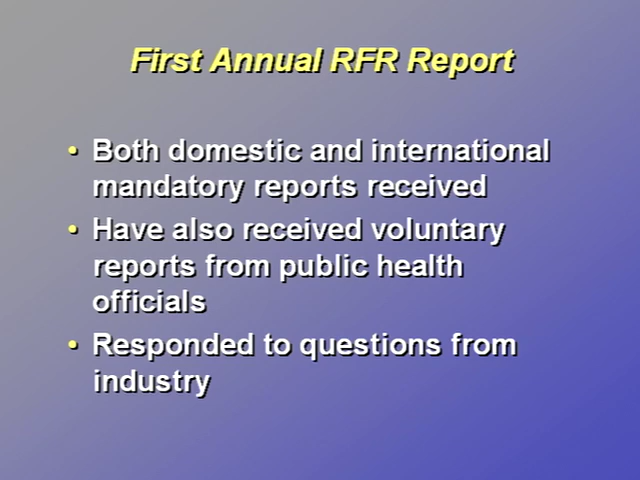 First Annual RFR Report
• Both domestic and international
mandatory reports received
• Have also received voluntary
reports from public health
officials
• Responded to questions from
industry